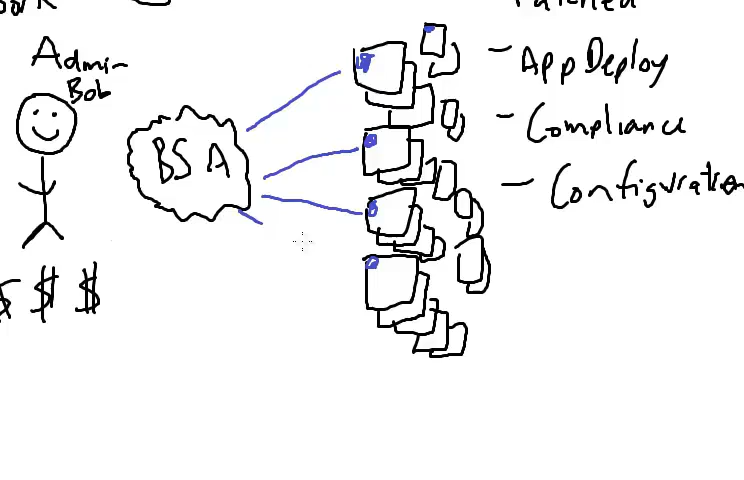 Admin
Bob
BSA
$ $ $
- App Deploy
- Compliance
- Configuration